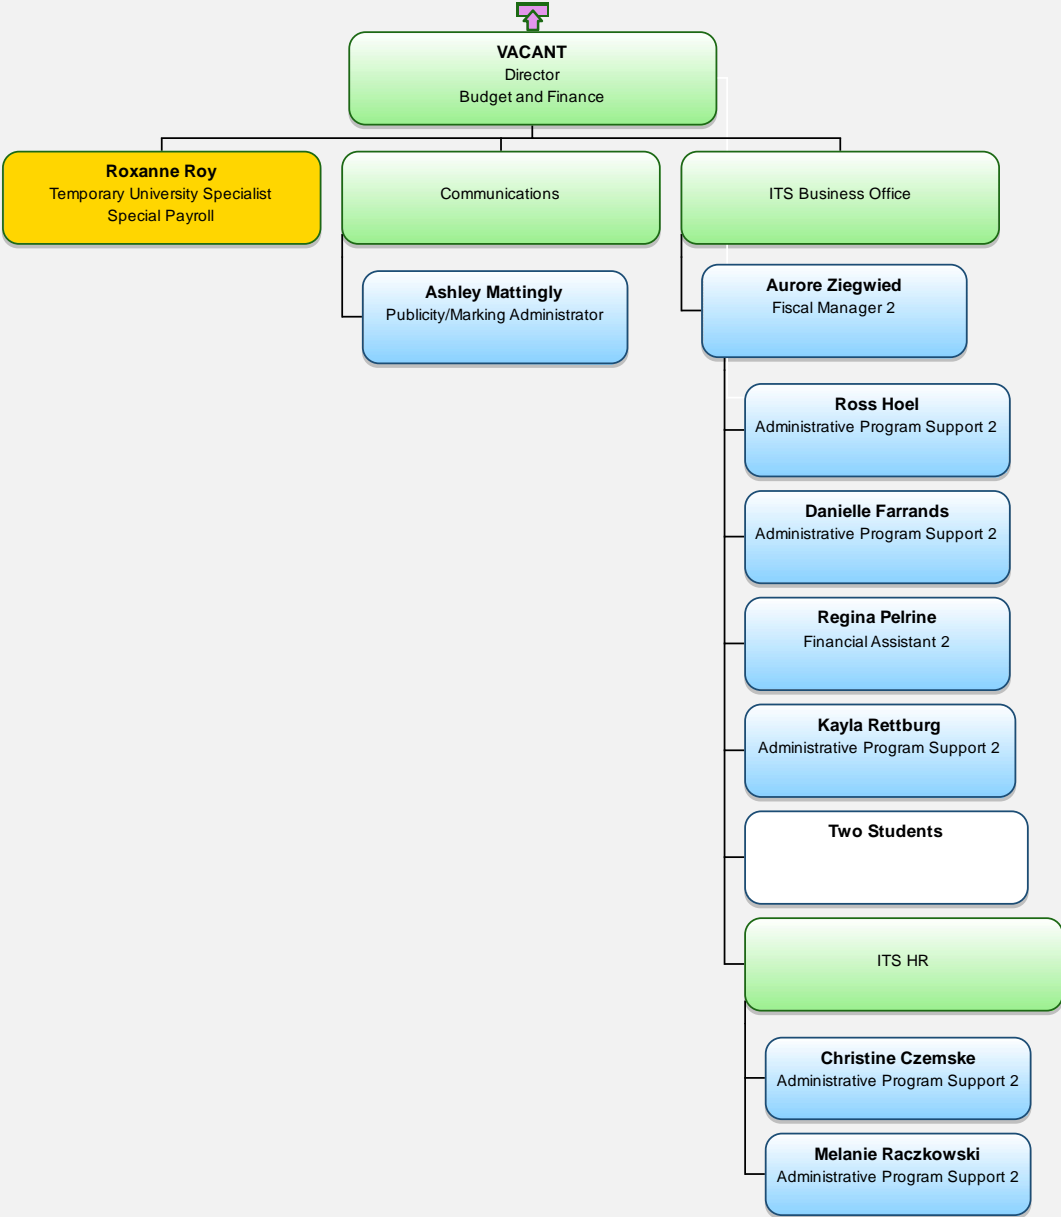 VACANT
Director
Budget and Finance
Roxanne Roy
Temporary University Specialist
Special Payroll
Communications
ITS Business Office
Ashley Mattingly
Publicity/Marking Administrator
Aurore Ziegwied
Fiscal Manager 2
Ross Hoel
Administrative Program Support 2
Danielle Farrands
Administrative Program Support 2
Regina Pelrine
Financial Assistant 2
Kayla Rettburg
Administrative Program Support 2
Two Students
ITS HR
Christine Czemske
Administrative Program Support 2
Melanie Raczkowski
Administrative Program Support 2